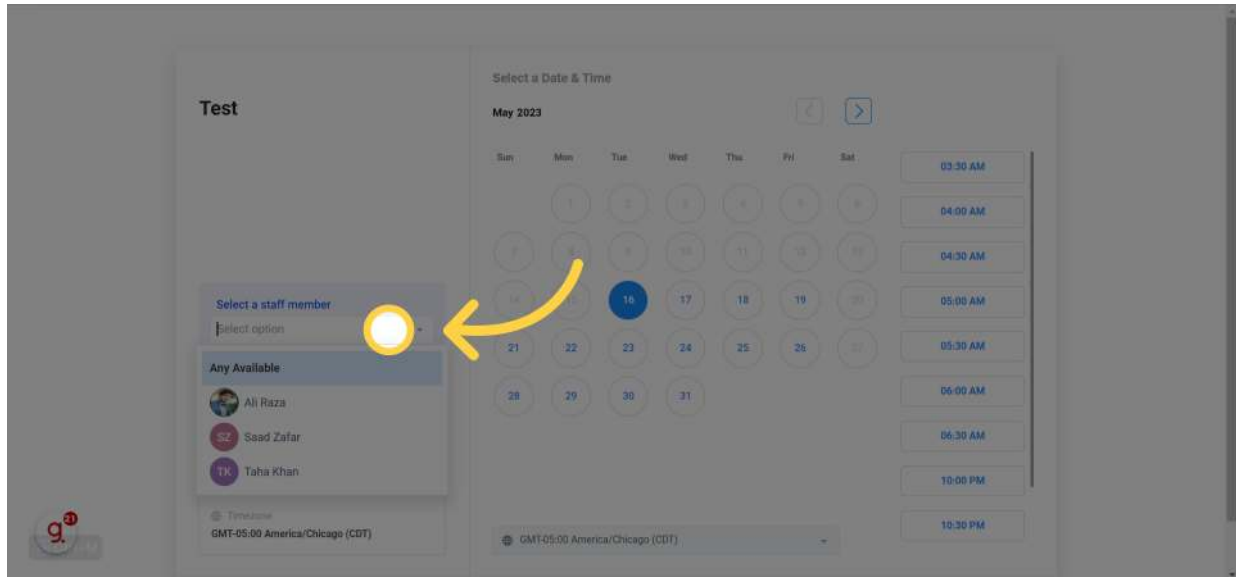 Select a Date & Time
Test
May 2023
Sun Mon Tue Wed Thu Fri Sat
1 2 3 4 5 6
7 8 9 10 11 12 13
14 15 16 17 18 19 20
21 22 23 24 25 26 27
28 29 30 31
03:30 AM
04:00 AM
04:30 AM
05:00 AM
05:30 AM
06:00 AM
06:30 AM
10:00 PM
10:30 PM
Select a staff member
Select option
Any Available
Ali Raza
SZ Saad Zafar
TK Taha Khan
Timezone
GMT-05:00 America/Chicago (CDT)
GMT-05:00 America/Chicago (CDT)
g.
21